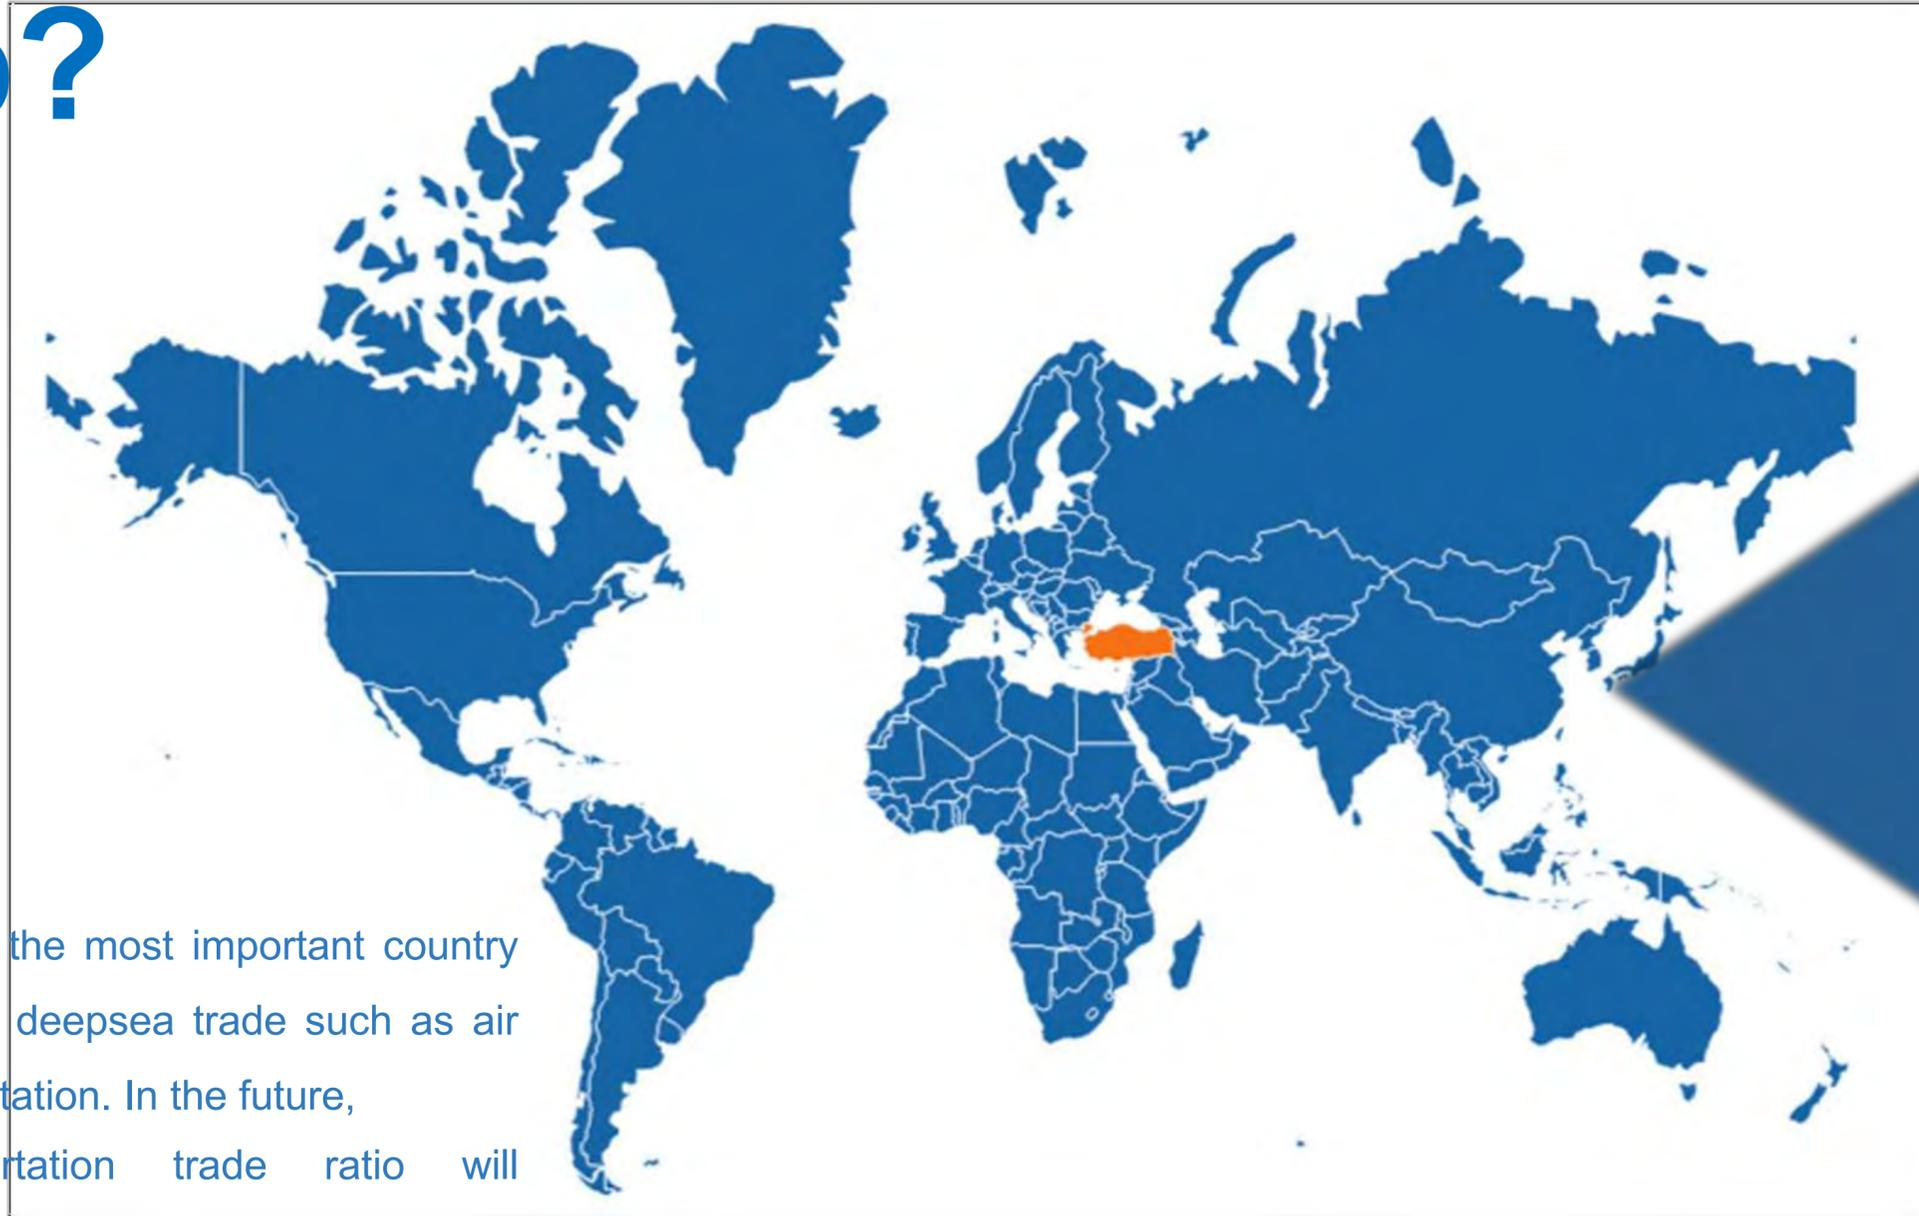 ?
the most important country
deepsea trade such as air
tation. In the future,
rtation trade ratio will